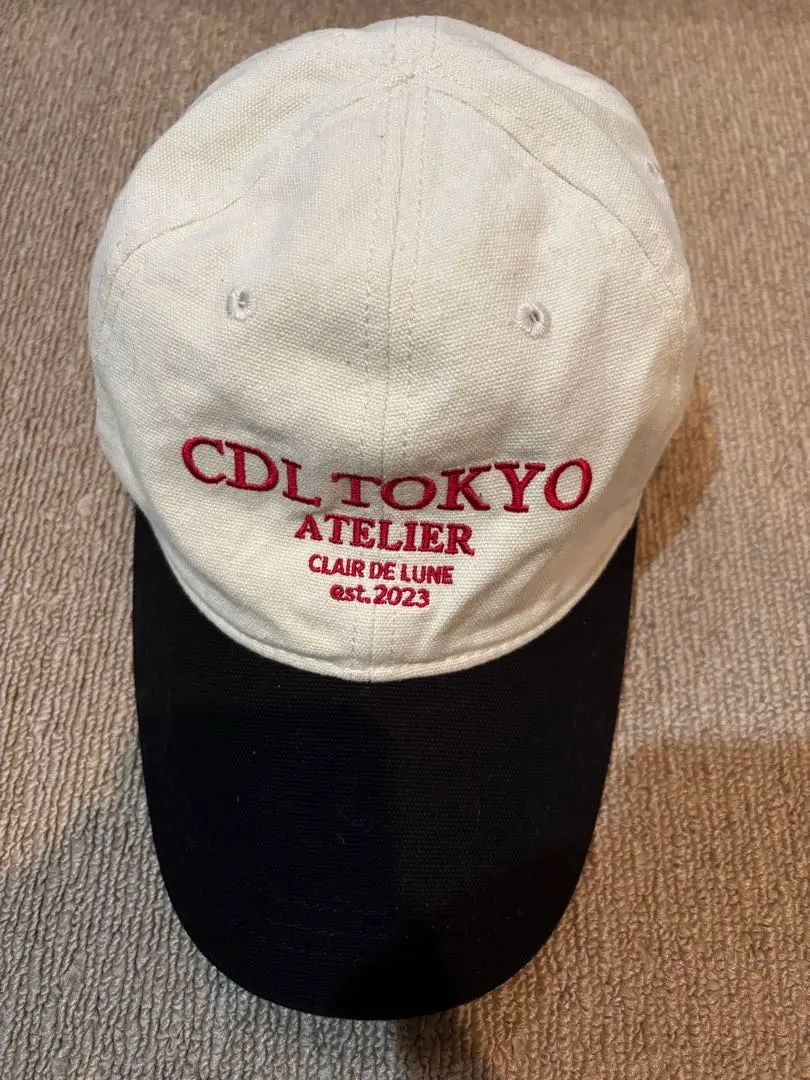 CDL TOKYO
ATELIER
CLAIR DE LUNE
est.2023